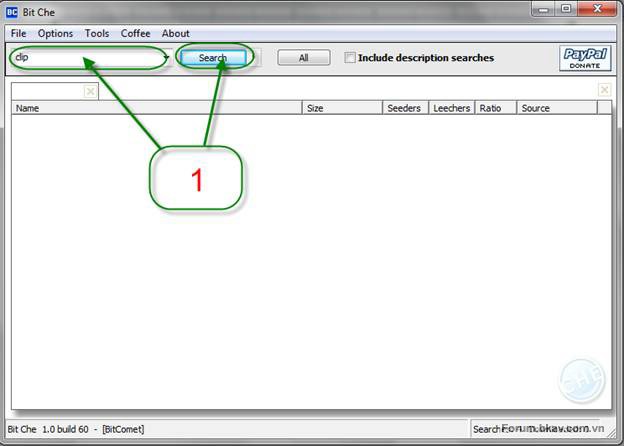 BC Bit Che
File Options Tools Coffee About
clip Search All Include description searches PayPal
DONATE
Name Size Seeders Leechers Ratio Source
1
CHE
Bit Che 1.0 build 60 - [BitComet] Forum.bkav.com.vn